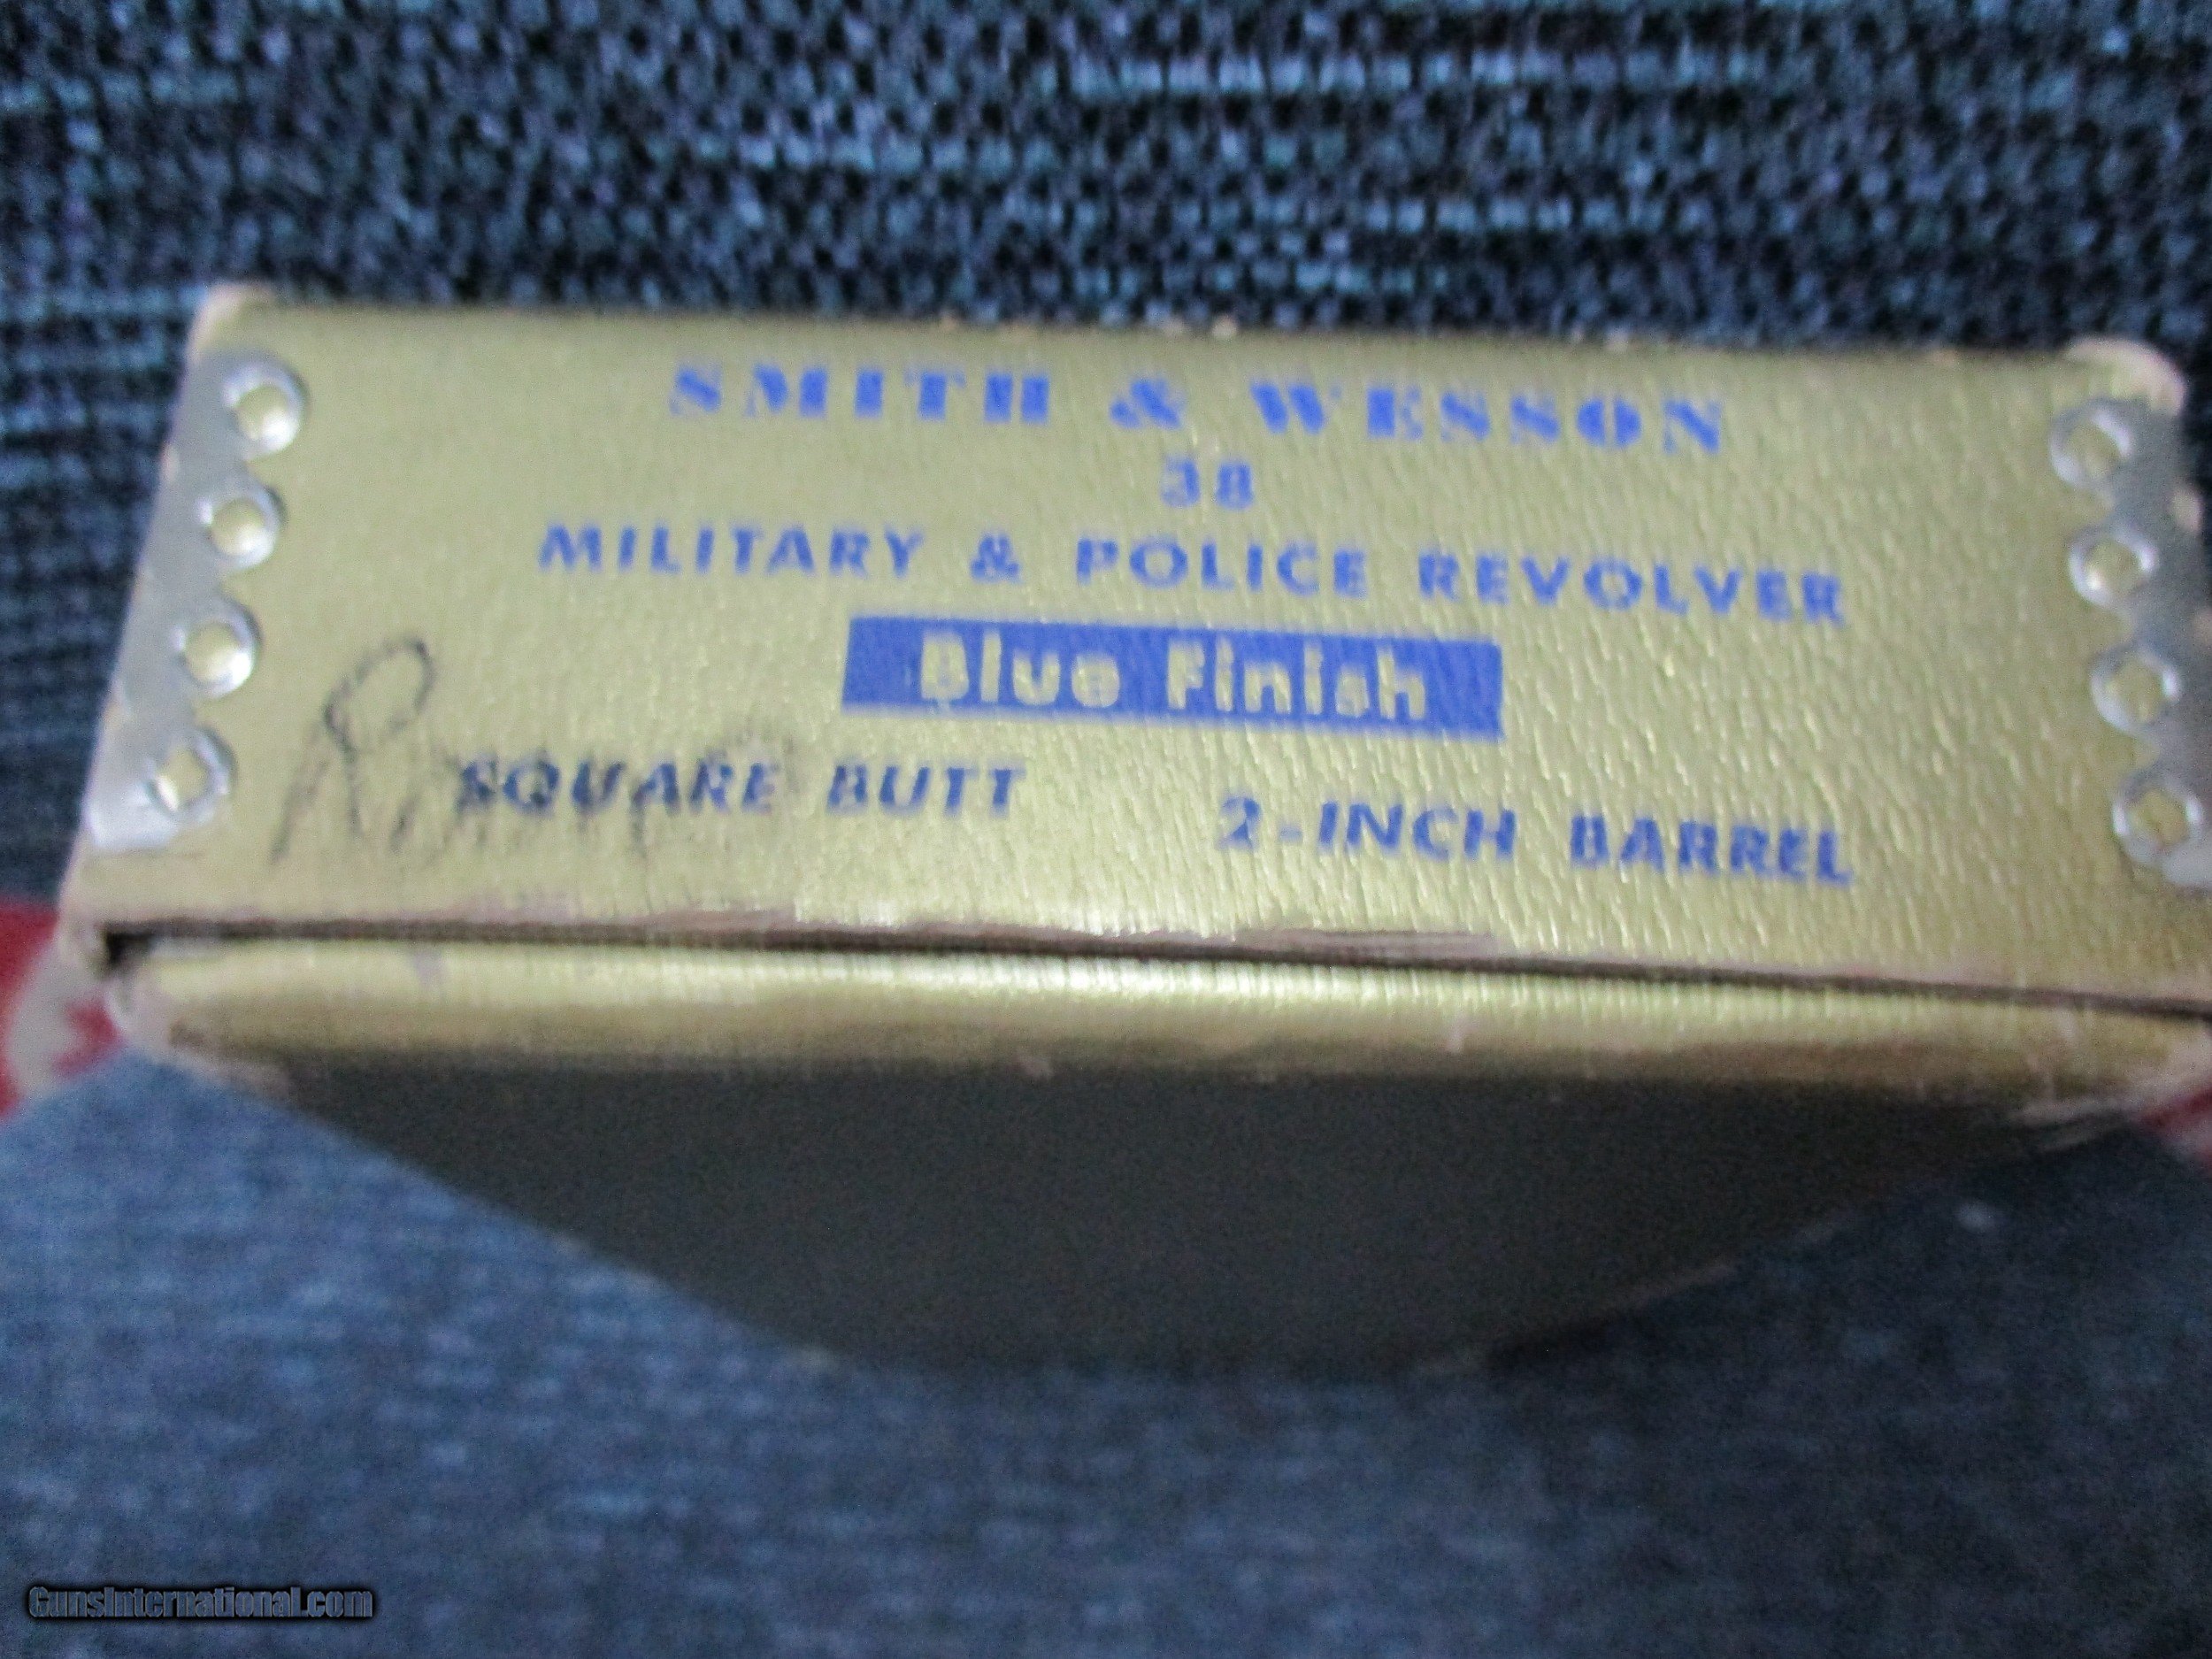 SMITH & WESSON
38
MILITARY & POLICE REVOLVER
Blue Finish
SQUARE BUTT 2-INCH BARREL
GunsInternational.com